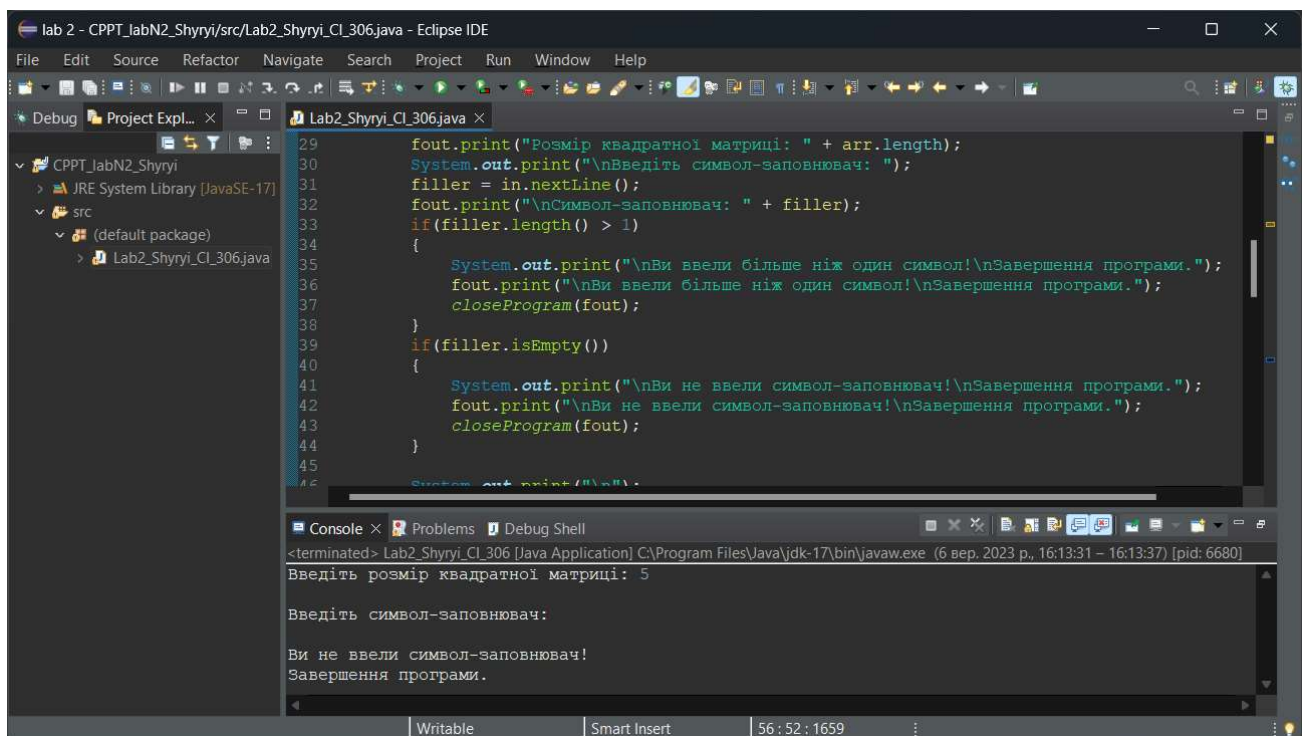 lab 2 - CPPT_labN2_Shyryi/src/Lab2_Shyryi_CI_306.java - Eclipse IDE
File Edit Source Refactor Navigate Search Project Run Window Help
Debug Project Expl...
CPPT_labN2_Shyryi
JRE System Library [JavaSE-17]
src
(default package)
Lab2_Shyryi_CI_306.java
Lab2_Shyryi_CI_306.java
29 fout.print("Розмір квадратної матриці: " + arr.length);
30 System.out.print("\nВведіть символ-заповнювач: ");
31 filler = in.nextLine();
32 fout.print("\nСимвол-заповнювач: " + filler);
33 if(filler.length() > 1)
34 {
35 System.out.print("\nВи ввели більше ніж один символ!\nЗавершення програми.");
36 fout.print("\nВи ввели більше ніж один символ!\nЗавершення програми.");
37 closeProgram(fout);
38 }
39 if(filler.isEmpty())
40 {
41 System.out.print("\nВи не ввели символ-заповнювач!\nЗавершення програми.");
42 fout.print("\nВи не ввели символ-заповнювач!\nЗавершення програми.");
43 closeProgram(fout);
44 }
45
46 System.out.print("\n");
Console Problems Debug Shell
<terminated> Lab2_Shyryi_CI_306 [Java Application] C:\Program Files\Java\jdk-17\bin\javaw.exe (6 вер. 2023 р., 16:13:31 – 16:13:37) [pid: 6680]
Введіть розмір квадратної матриці: 5
Введіть символ-заповнювач:
Ви не ввели символ-заповнювач!
Завершення програми.
Writable Smart Insert 56 : 52 : 1659